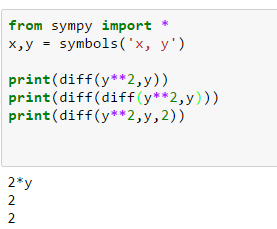 from sympy import *
x,y = symbols('x, y')
print(diff(y**2,y))
print(diff(diff(y**2,y)))
print(diff(y**2,y,2))
2*y
2
2